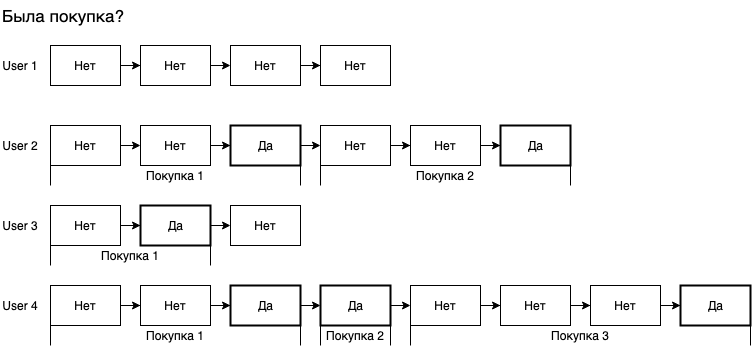 Была покупка?
User 1 Нет Нет Нет Нет
User 2 Нет Нет Да Нет Нет Да
Покупка 1 Покупка 2
User 3 Нет Да Нет
Покупка 1
User 4 Нет Нет Да Да Нет Нет Нет Да
Покупка 1 Покупка 2 Покупка 3